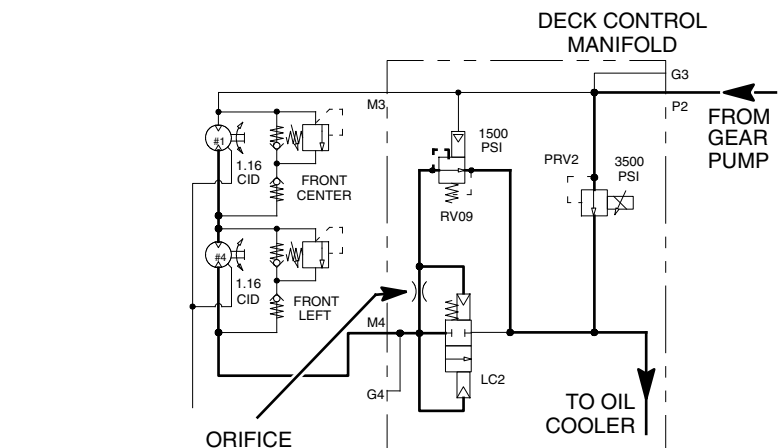 DECK CONTROL
MANIFOLD
G3
M3
P2
FROM
GEAR
PUMP
#1
1.16
CID
FRONT
CENTER
1500
PSI
RV09
PRV2
3500
PSI
#4
1.16
CID
FRONT
LEFT
M4
LC2
G4
TO OIL
COOLER
ORIFICE